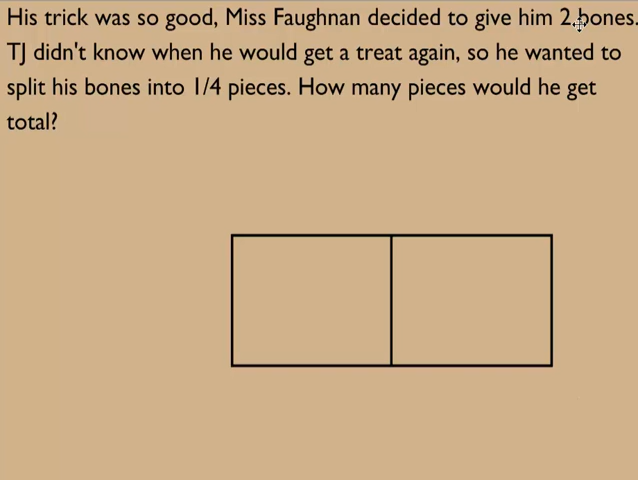 His trick was so good, Miss Faughnan decided to give him 2 bones.
TJ didn't know when he would get a treat again, so he wanted to
split his bones into 1/4 pieces. How many pieces would he get
total?